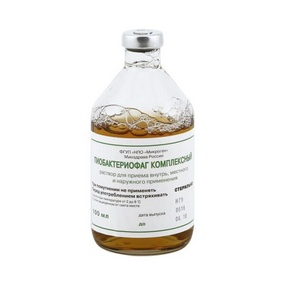 ФГУП «НПО «Микроген»
Минздрава России
ПИОБАКТЕРИОФАГ КОМПЛЕКСНЫЙ
раствор для приема внутрь, местного
и наружного применения
При помутнении не применять
Перед употреблением встряхивать
СТЕРИЛЬНО
100 мл
дата выпуска
до